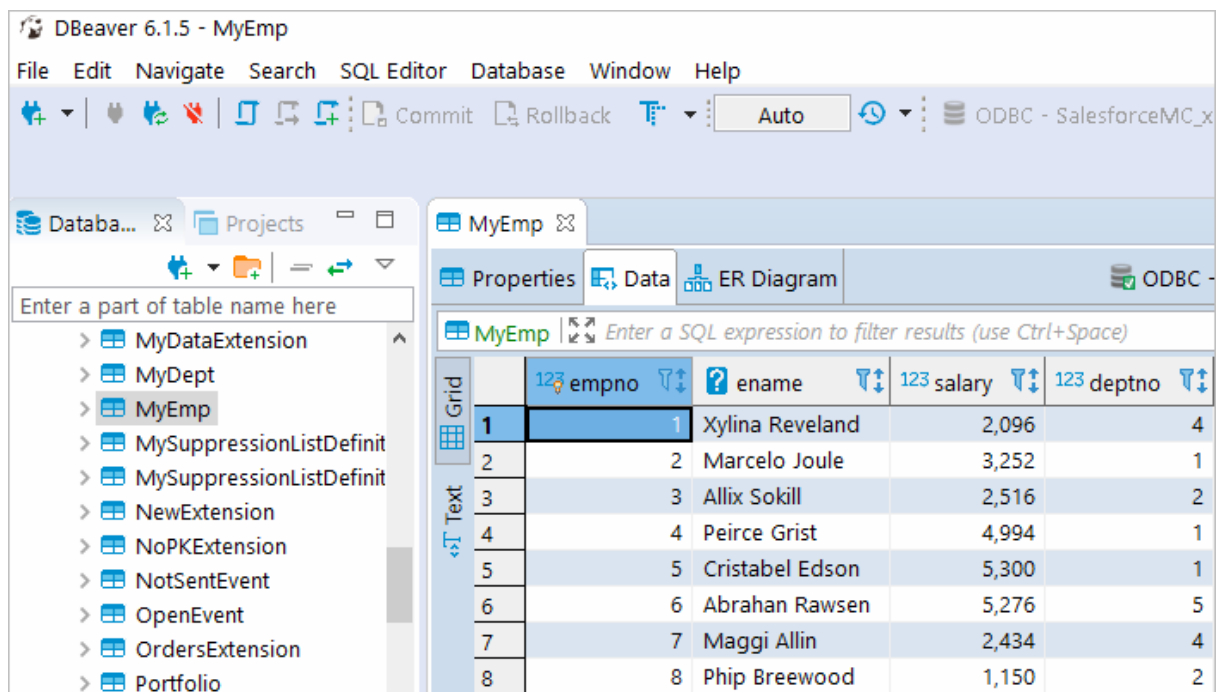 DBeaver 6.1.5 - MyEmp
File Edit Navigate Search SQL Editor Database Window Help
Commit Rollback Auto ODBC - SalesforceMC_x
Databa... Projects
Enter a part of table name here
MyDataExtension
MyDept
MyEmp
MySuppressionListDefinit
MySuppressionListDefinit
NewExtension
NoPKExtension
NotSentEvent
OpenEvent
OrdersExtension
Portfolio
MyEmp
Properties Data ER Diagram ODBC -
MyEmp Enter a SQL expression to filter results (use Ctrl+Space)
Grid
Text
123 empno ? ename 123 salary 123 deptno
1 1 Xylina Reveland 2,096 4
2 2 Marcelo Joule 3,252 1
3 3 Allix Sokill 2,516 2
4 4 Peirce Grist 4,994 1
5 5 Cristabel Edson 5,300 1
6 6 Abrahan Rawsen 5,276 5
7 7 Maggi Allin 2,434 4
8 8 Phip Breewood 1,150 2